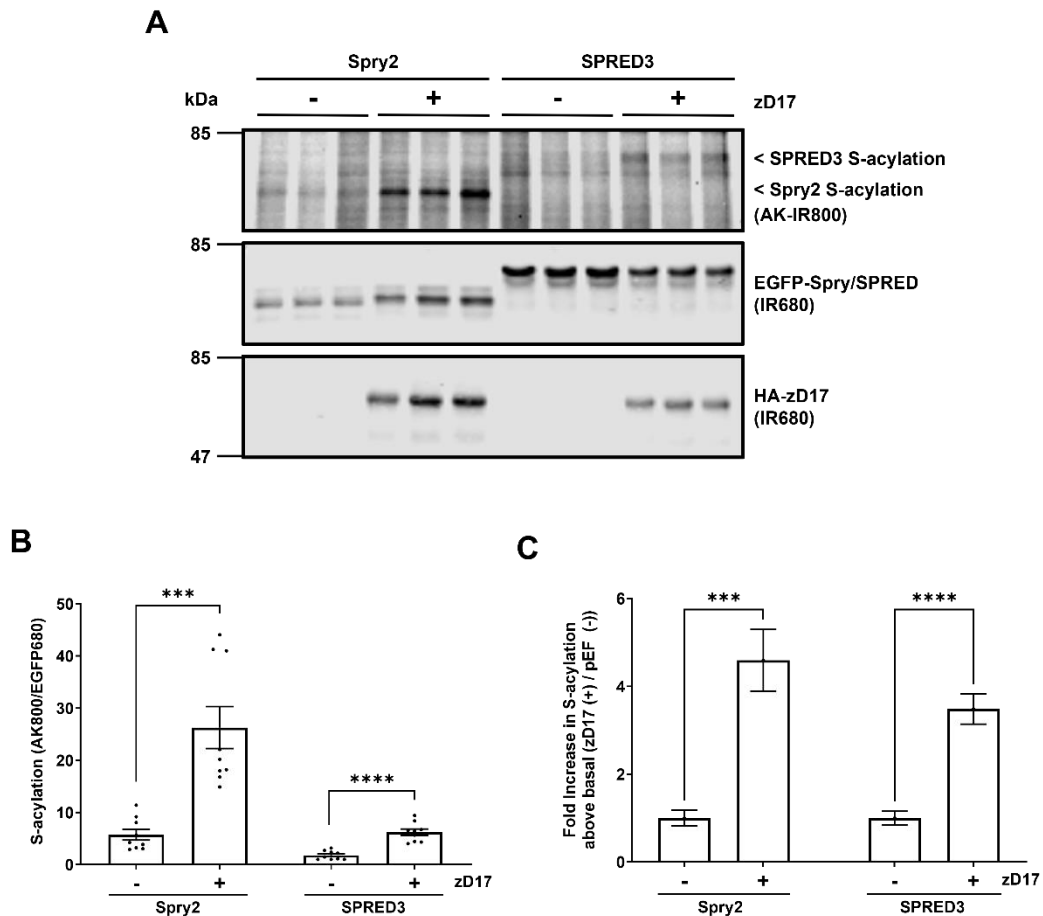 A
Spry2 SPRED3
kDa - + - + zD17
85
< SPRED3 S-acylation
< Spry2 S-acylation
(AK-IR800)
85
EGFP-Spry/SPRED
(IR680)
85
HA-zD17
(IR680)
47
B
S-acylation (AK800/EGFP680)
50
40
30
20
10
0
***
****
- + - + zD17
Spry2 SPRED3
C
Fold Increase in S-acylation
above basal (zD17 (+) / pEF (-))
6
4
2
0
***
****
- + - + zD17
Spry2 SPRED3